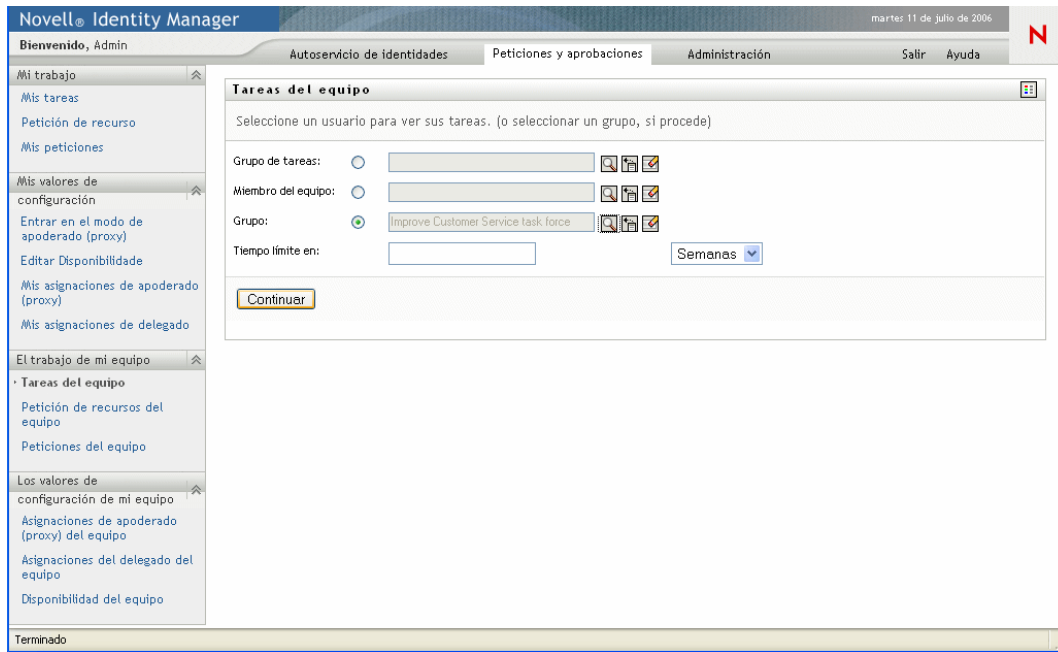 Novell® Identity Manager
martes 11 de julio de 2006
N
Bienvenido, Admin
Autoservicio de identidades
Peticiones y aprobaciones
Administración
Salir
Ayuda
Mi trabajo
Mis tareas
Petición de recurso
Mis peticiones
Mis valores de
configuración
Entrar en el modo de
apoderado (proxy)
Editar Disponibilidade
Mis asignaciones de apoderado
(proxy)
Mis asignaciones de delegado
El trabajo de mi equipo
Tareas del equipo
Petición de recursos del
equipo
Peticiones del equipo
Los valores de
configuración de mi equipo
Asignaciones de apoderado
(proxy) del equipo
Asignaciones del delegado del
equipo
Disponibilidad del equipo
Tareas del equipo
Seleccione un usuario para ver sus tareas. (o seleccionar un grupo, si procede)
Grupo de tareas:
Miembro del equipo:
Grupo: Improve Customer Service task force
Tiempo límite en: Semanas
Continuar
Terminado